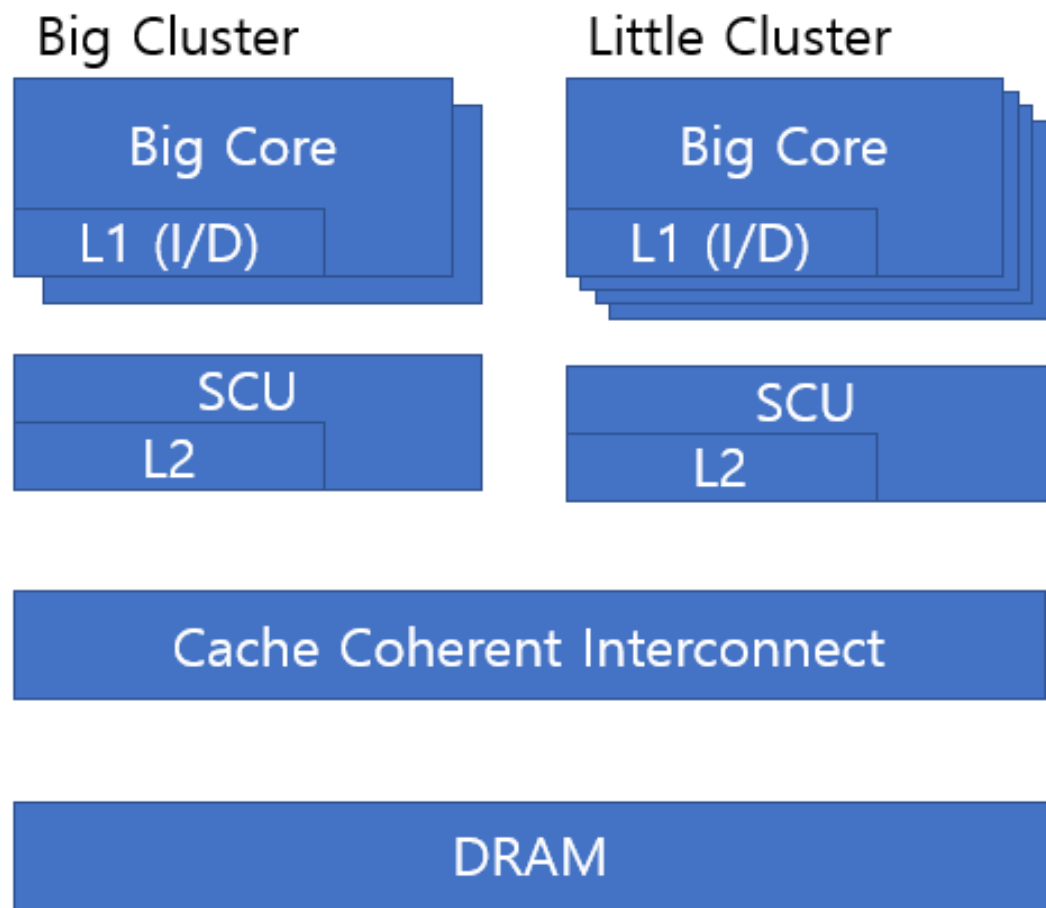 Big Cluster
Little Cluster
Big Core
L1 (I/D)
Big Core
L1 (I/D)
SCU
L2
SCU
L2
Cache Coherent Interconnect
DRAM